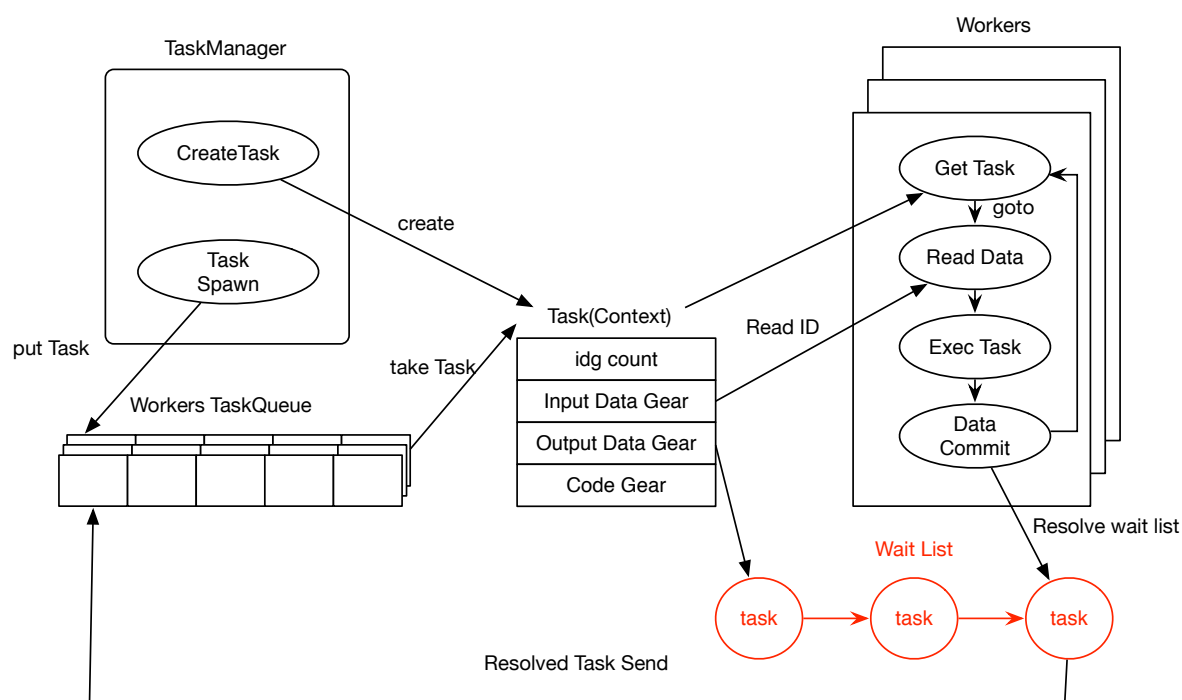 Workers
TaskManager
CreateTask
Get Task
goto
create
Task
Spawn
Read Data
Task(Context)
Read ID
put Task
idg count
Exec Task
take Task
Workers TaskQueue
Input Data Gear
Output Data Gear
Data
Commit
Code Gear
Resolve wait list
Wait List
task
task
task
Resolved Task Send